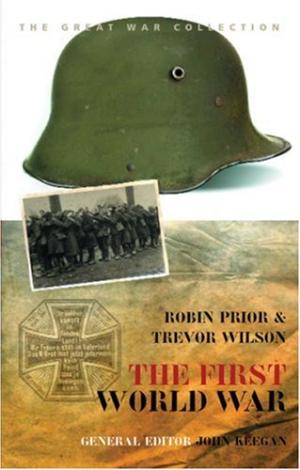 THE GREAT WAR COLLECTION
ROBIN PRIOR &
TREVOR WILSON
THE FIRST
WORLD WAR
GENERAL EDITOR JOHN KEEGAN